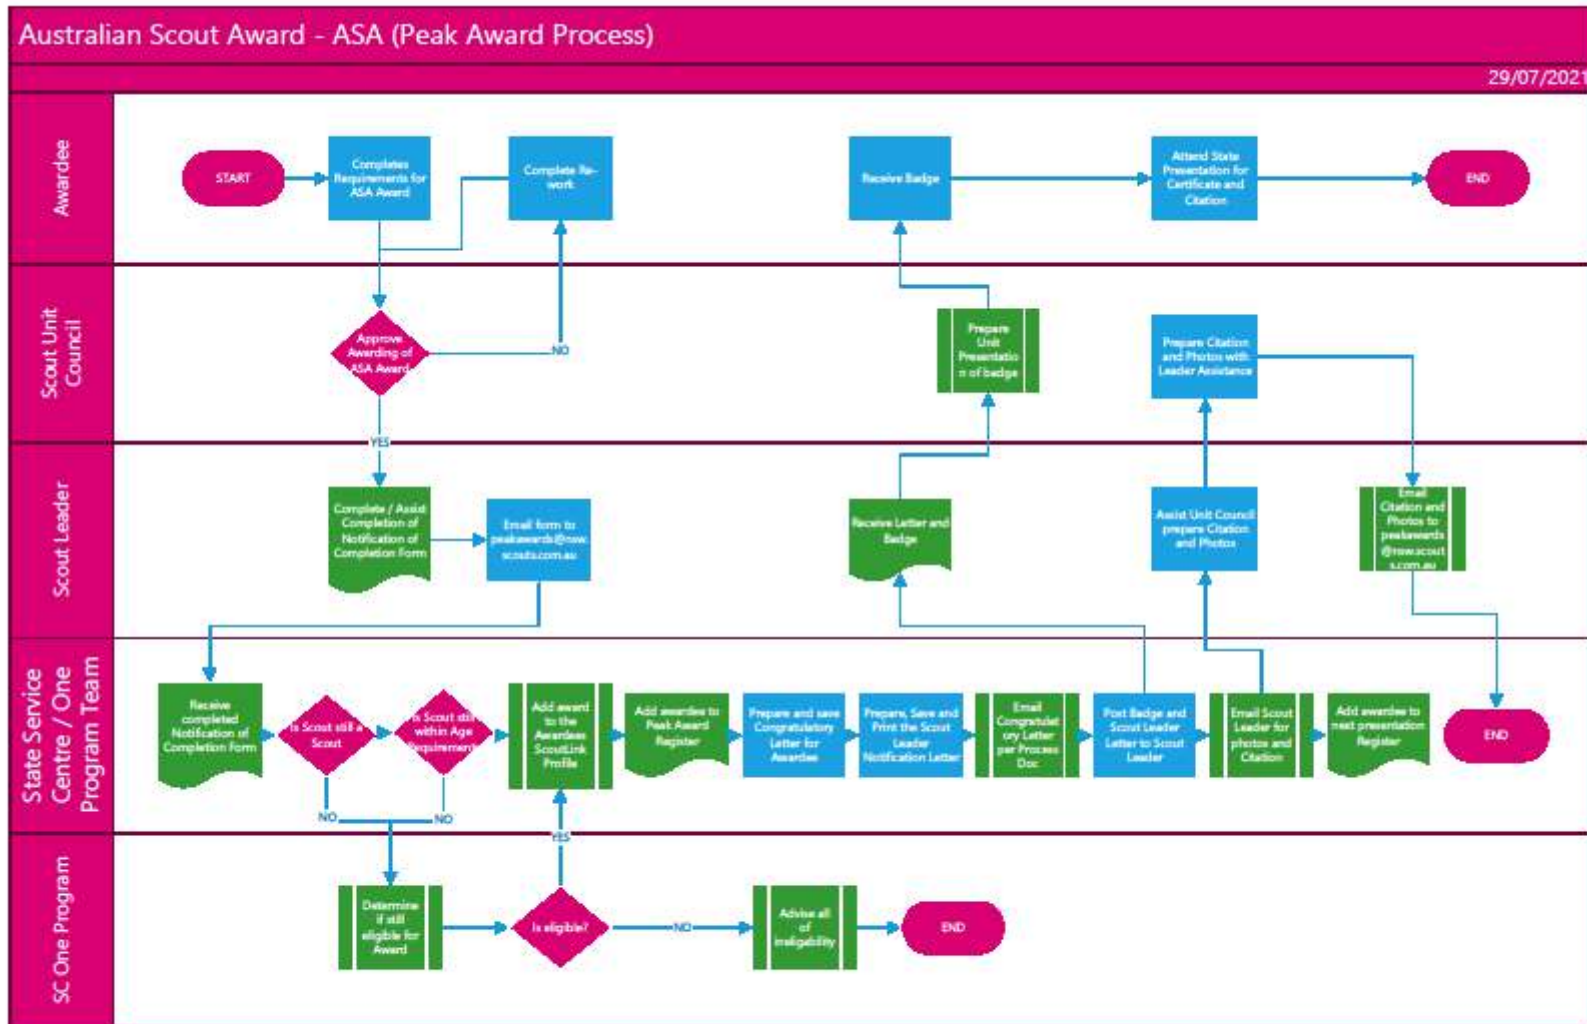 Australian Scout Award - ASA (Peak Award Process)
29/07/2021
Awardee
START
Completes
Requirements for
ASA Award
Complete Re-
work
Receive Badge
Attend State
Presentation for
Certificate and
Citation
END
Scout Unit
Council
Approve
Awarding of
ASA Award
NO
YES
Prepare
Unit
Presentatio
n of badge
Prepare Citation
and Photos with
Leader Assistance
Scout Leader
Complete / Assist
Completion of
Notification of
Completion Form
Email form to
peakawards@nsw.
scouts.com.au
Receive Letter and
Badge
Assist Unit Council
prepare Citation
and Photos
Email
Citation and
Photos to
peakawards
@nsw.scout
s.com.au
State Service
Centre / One
Program Team
Receive
completed
Notification of
Completion Form
Is Scout still a
Scout
NO
Is Scout still
within Age
Requirements
NO
Add award
to the
Awardees
ScoutLink
Profile
Add awardee to
Peak Award
Register
Prepare and save
Congratulatory
Letter for
Awardee
Prepare, Save and
Print the Scout
Leader
Notification Letter
Email
Congratulat
ory Letter
per Process
Doc
Post Badge and
Scout Leader
Letter to Scout
Leader
Email Scout
Leader for
photos and
Citation
Add awardee to
next presentation
Register
END
SC One Program
Determine
if still
eligible for
Award
Is eligible?
YES
NO
Advise all
of
ineligability
END